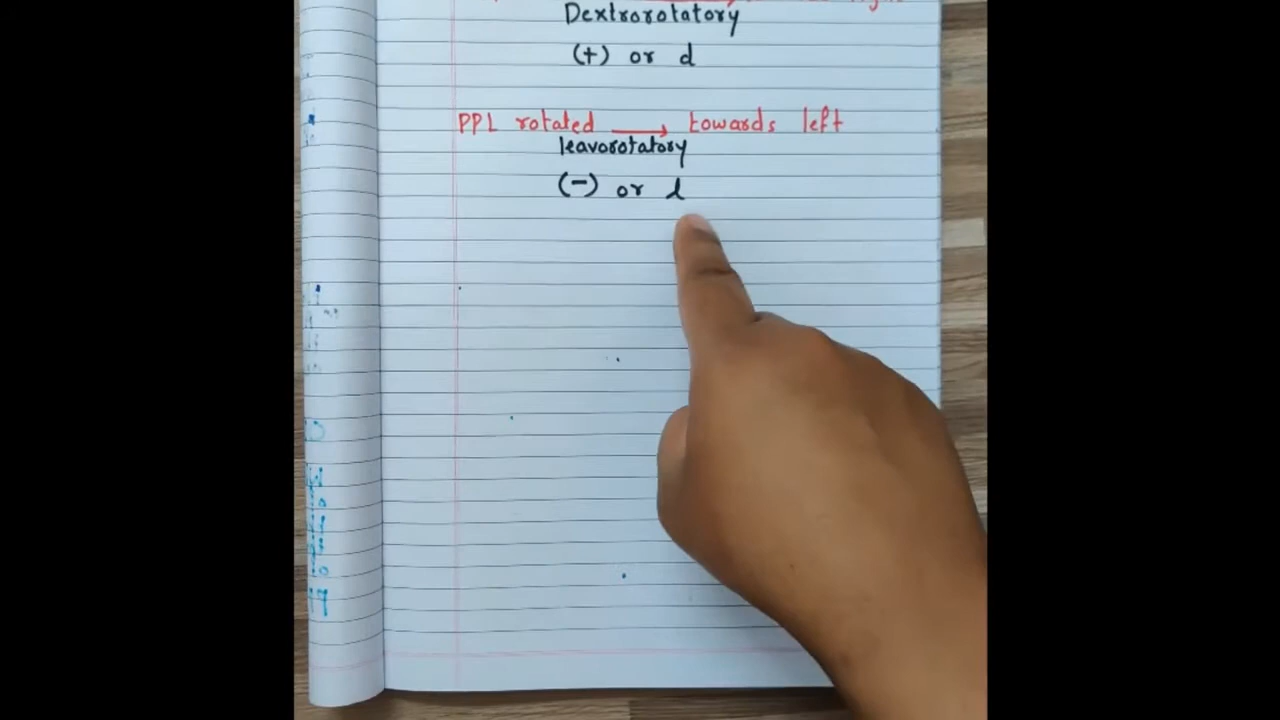 Dextrorotatory
(+) or d
PPL rotated → towards left
leavorotatory
(-) or l